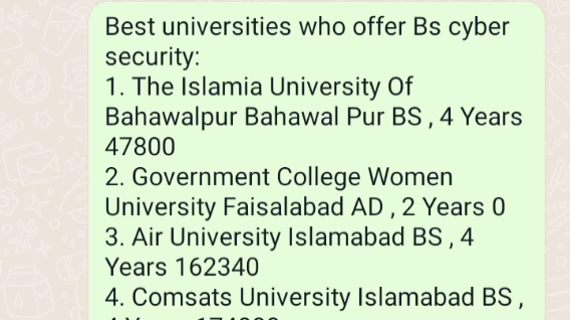 Best universities who offer Bs cyber
security:
1. The Islamia University Of
Bahawalpur Bahawal Pur BS , 4 Years
47800
2. Government College Women
University Faisalabad AD , 2 Years 0
3. Air University Islamabad BS , 4
Years 162340
4. Comsats University Islamabad BS ,